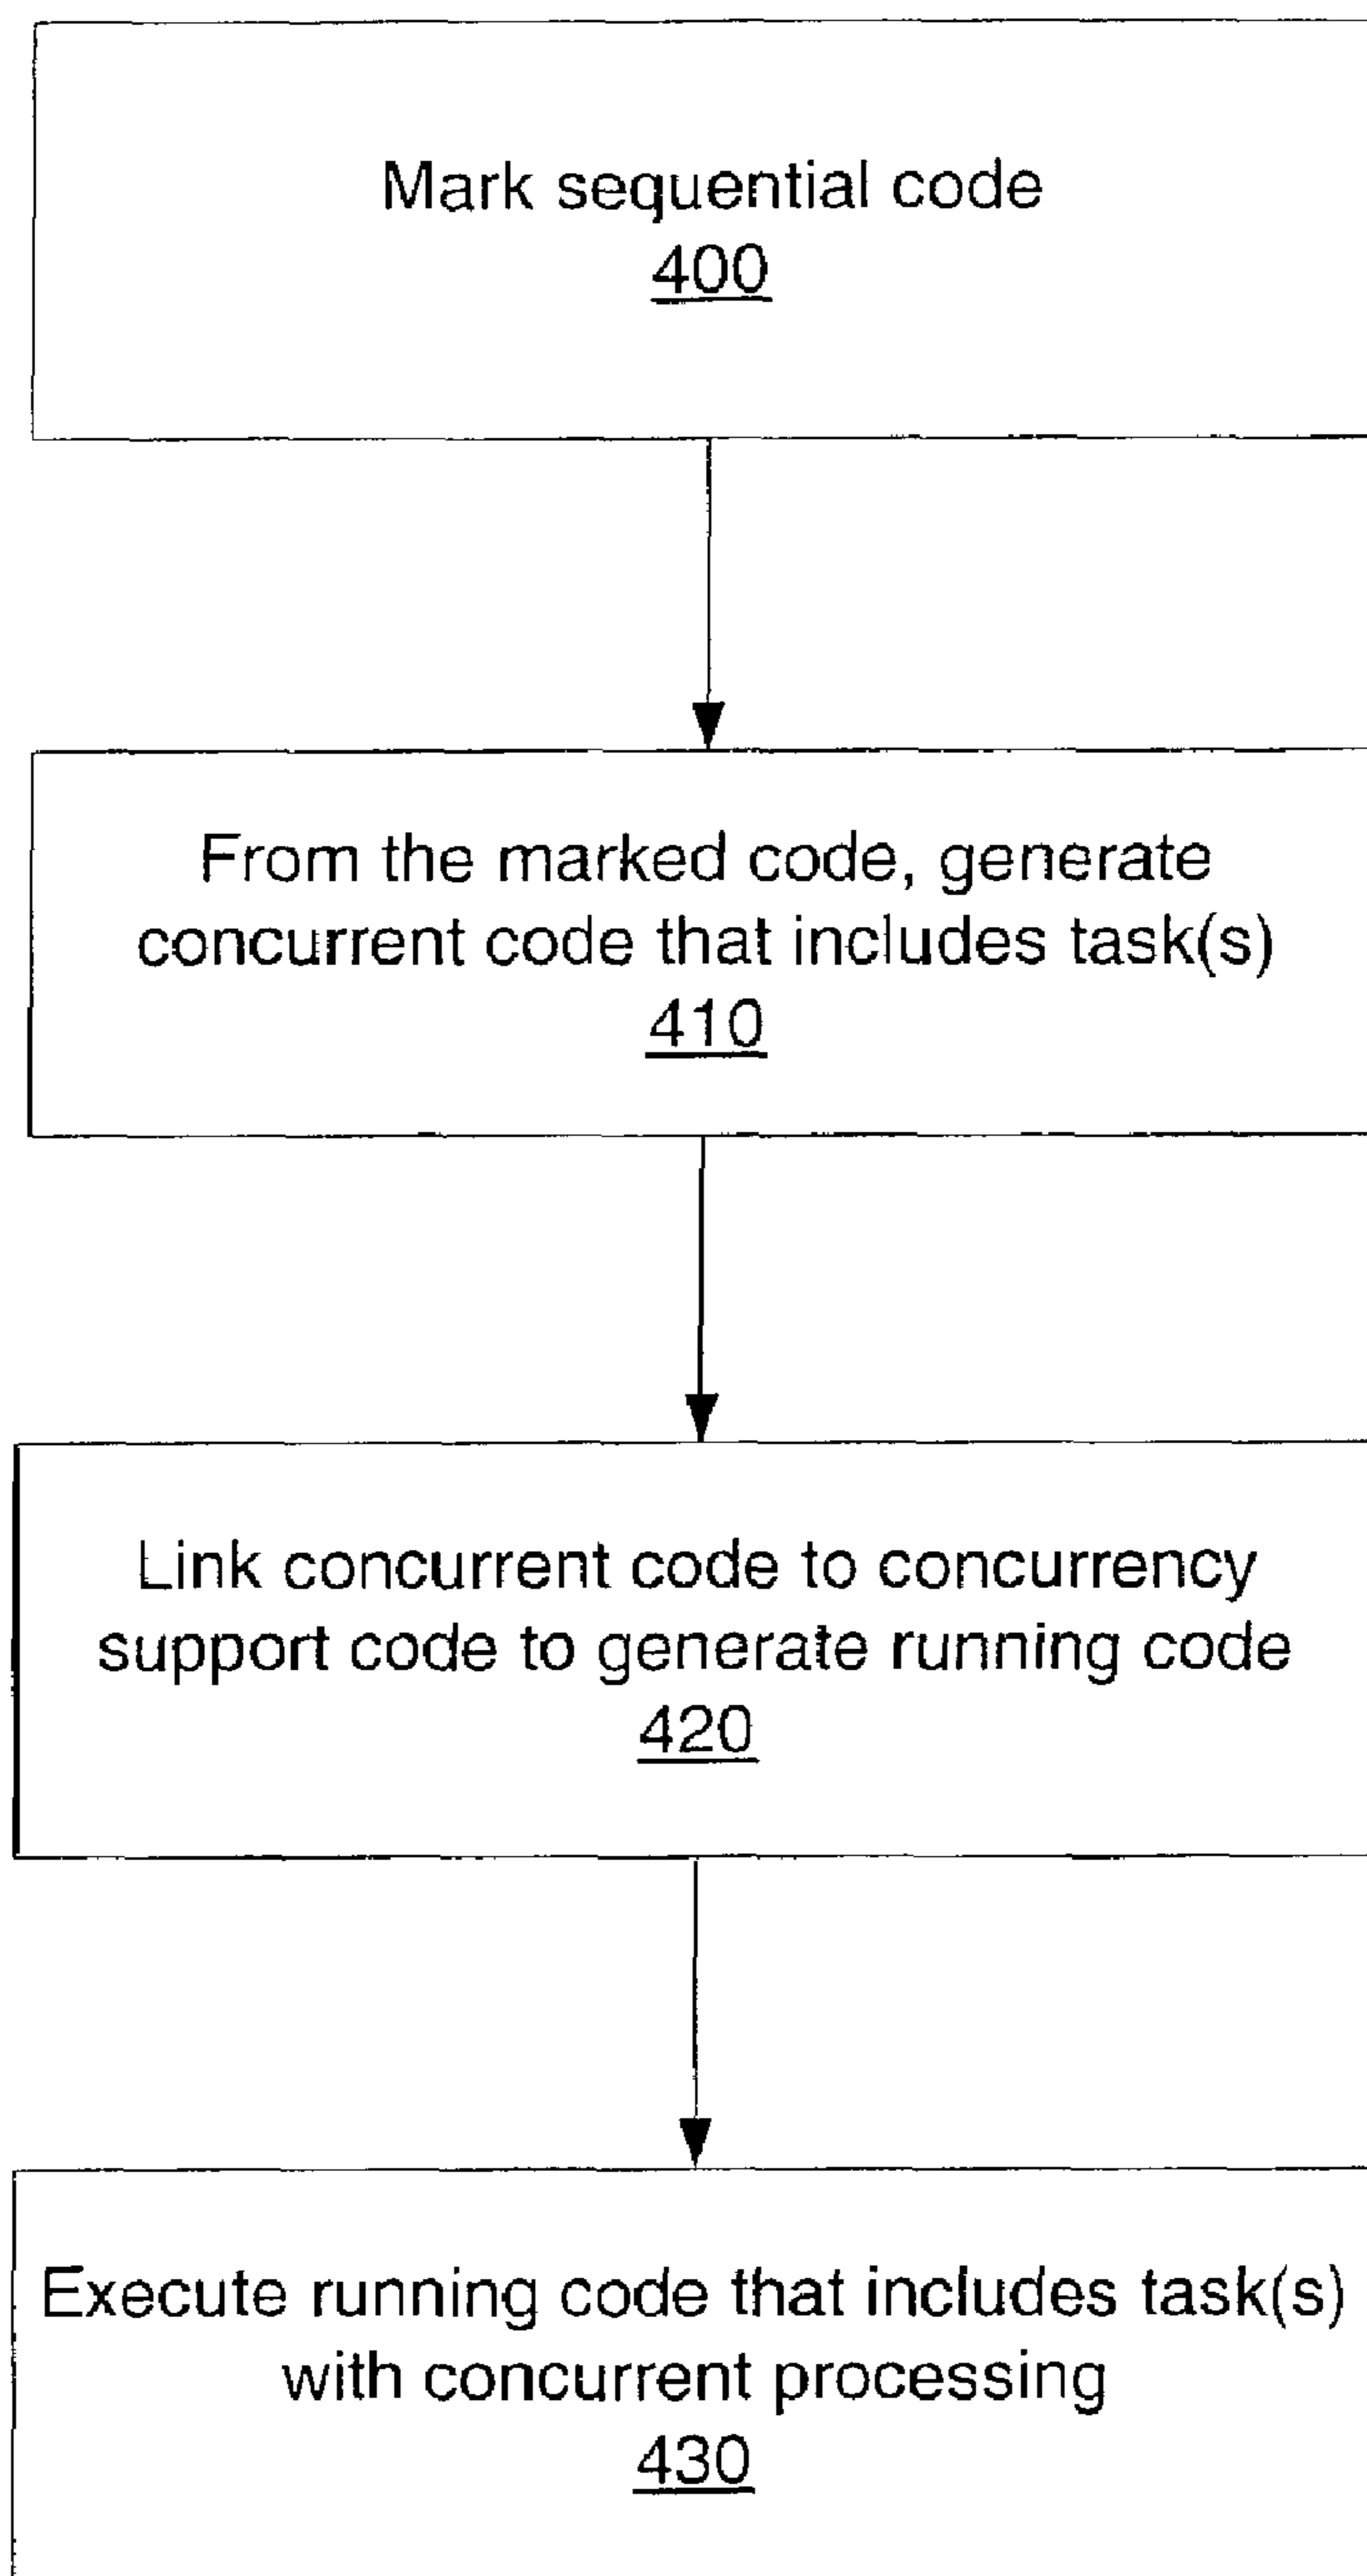 Mark sequential code
400
From the marked code, generate
concurrent code that includes task(s)
410
Link concurrent code to concurrency
support code to generate running code
420
Execute running code that includes task(s)
with concurrent processing
430